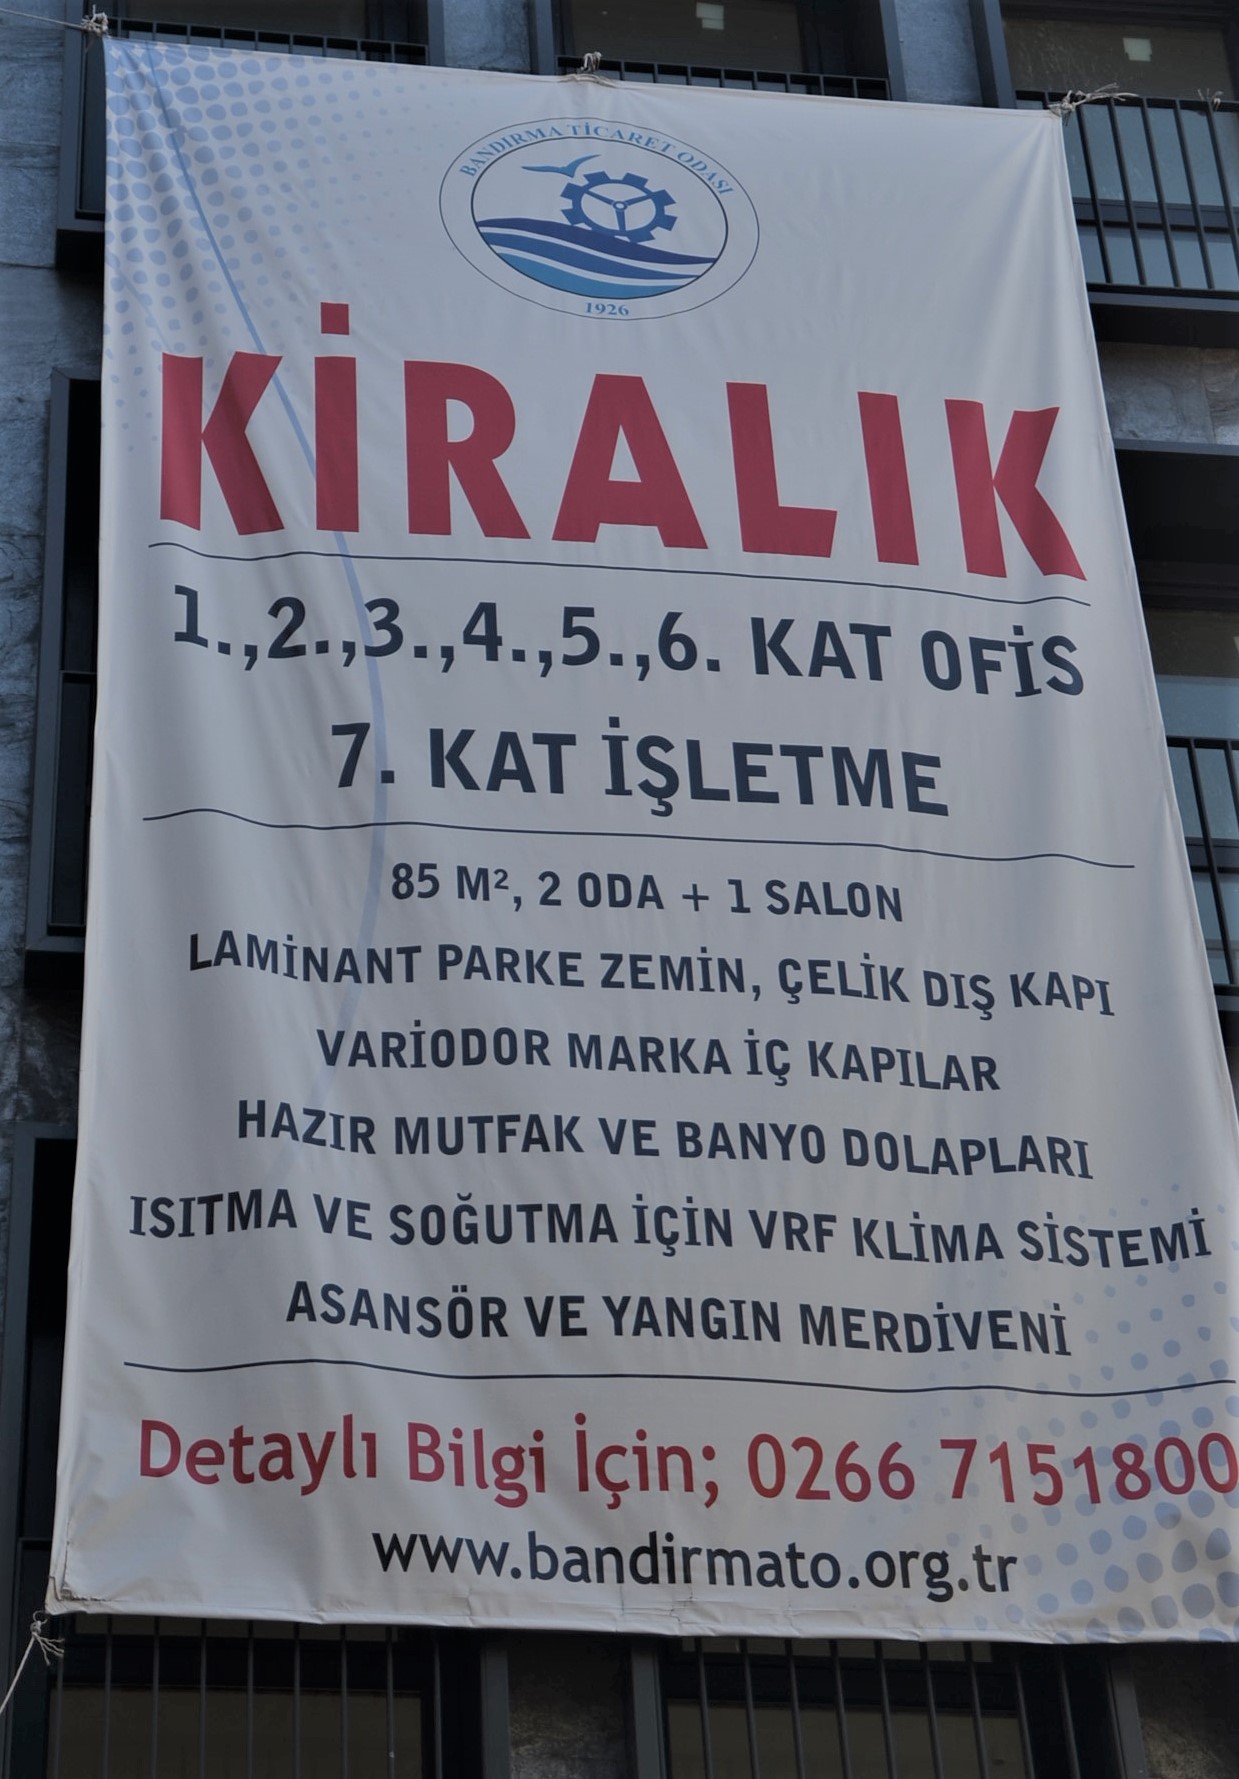 BANDIRMA TİCARET ODASI
1926
KİRALIK
1.,2.,3.,4.,5.,6. KAT OFİS
7. KAT İŞLETME
85 M², 2 ODA + 1 SALON
LAMİNANT PARKE ZEMİN, ÇELİK DIŞ KAPI
VARİODOR MARKA İÇ KAPILAR
HAZIR MUTFAK VE BANYO DOLAPLARI
ISITMA VE SOĞUTMA İÇİN VRF KLİMA SİSTEMİ
ASANSÖR VE YANGIN MERDİVENİ
Detaylı Bilgi İçin; 0266 7151800
www.bandirmato.org.tr